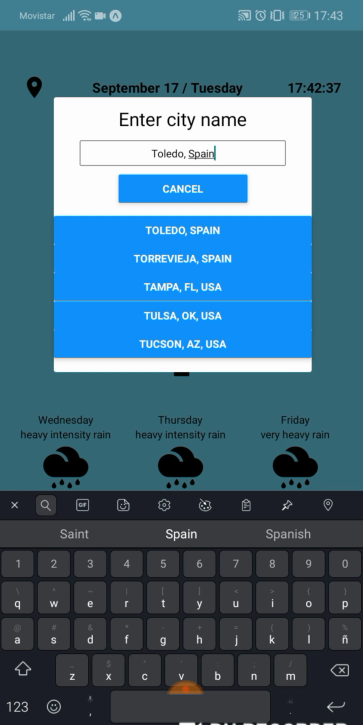 Movistar 25 17:43
September 17 / Tuesday 17:42:37
Enter city name
Toledo, Spain
CANCEL
TOLEDO, SPAIN
TORREVIEJA, SPAIN
TAMPA, FL, USA
TULSA, OK, USA
TUCSON, AZ, USA
Wednesday Thursday Friday
heavy intensity rain heavy intensity rain very heavy rain
GIF
Saint Spain Spanish
1 2 3 4 5 6 7 8 9 0
q w e r t y u i o p
a s d f g h j k l ñ
z x c v b n m
123 ,